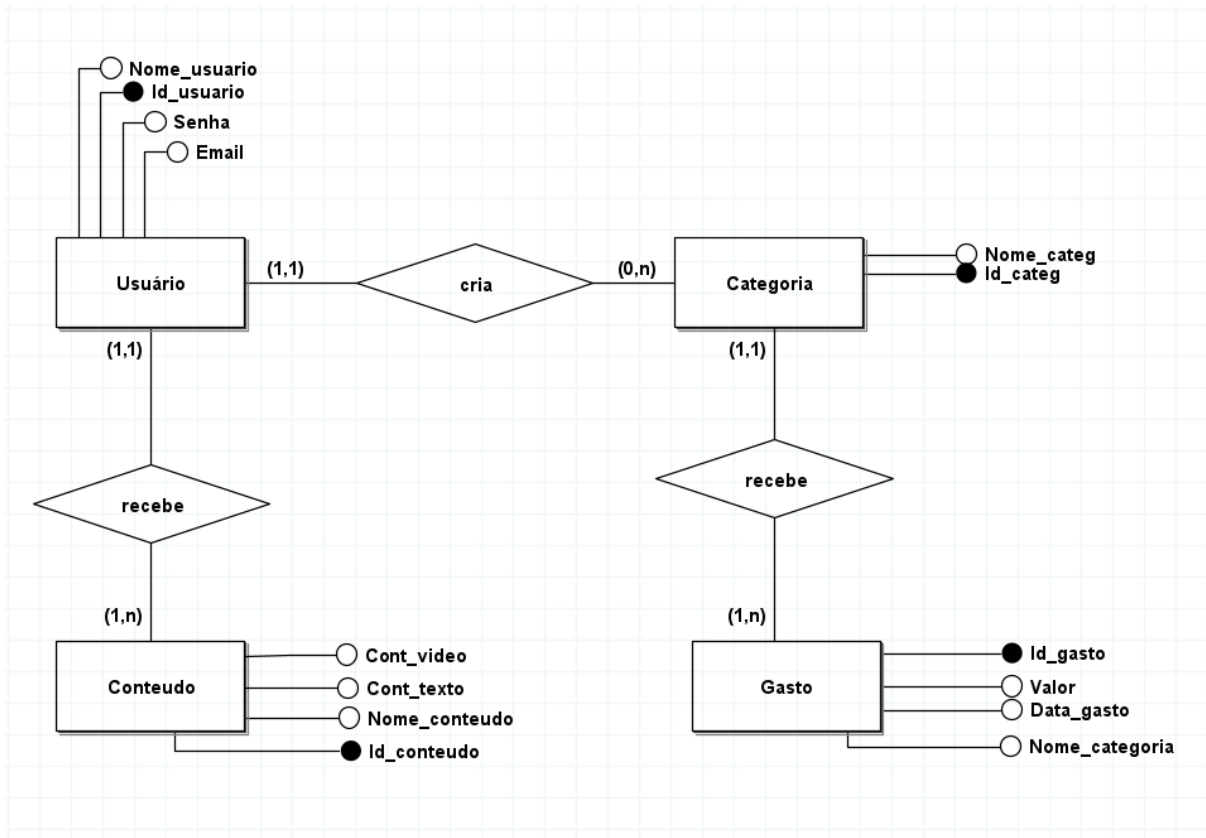 Nome_usuario
Id_usuario
Senha
Email
Usuário
(1,1)
cria
(0,n)
Categoria
Nome_categ
Id_categ
(1,1)
(1,1)
recebe
recebe
(1,n)
(1,n)
Conteudo
Cont_video
Cont_texto
Nome_conteudo
Id_conteudo
Gasto
Id_gasto
Valor
Data_gasto
Nome_categoria